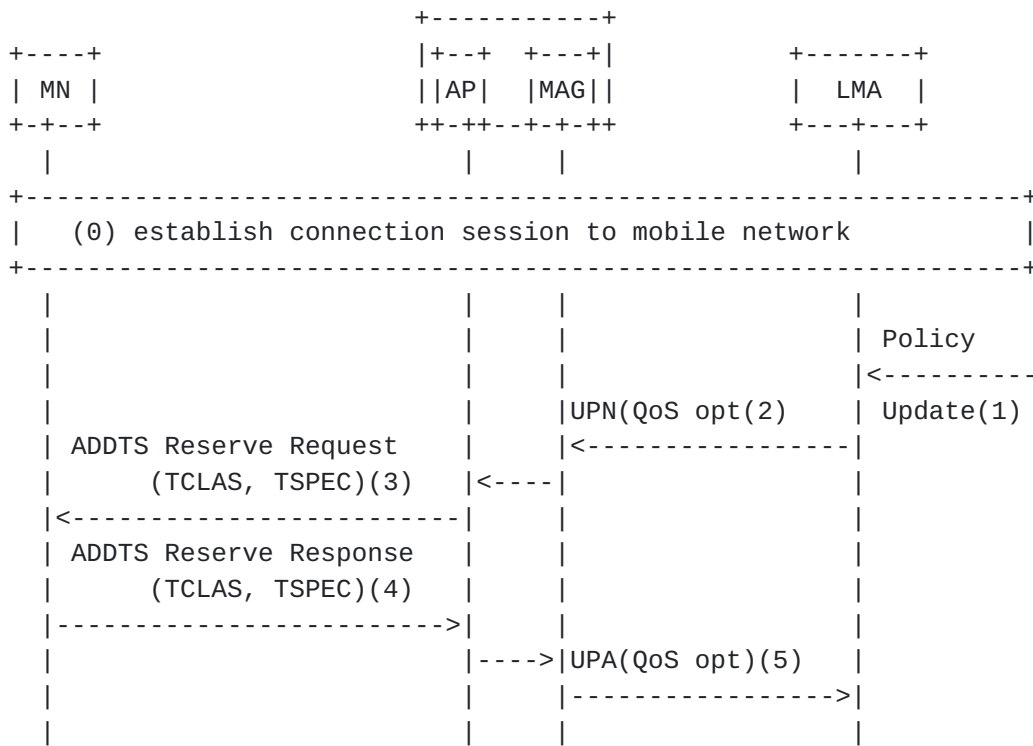 MN AP MAG LMA
(0) establish connection session to mobile network
Policy
UPN(QoS opt(2) Update(1)
ADDTS Reserve Request
(TCLAS, TSPEC)(3)
ADDTS Reserve Response
(TCLAS, TSPEC)(4)
UPA(QoS opt)(5)